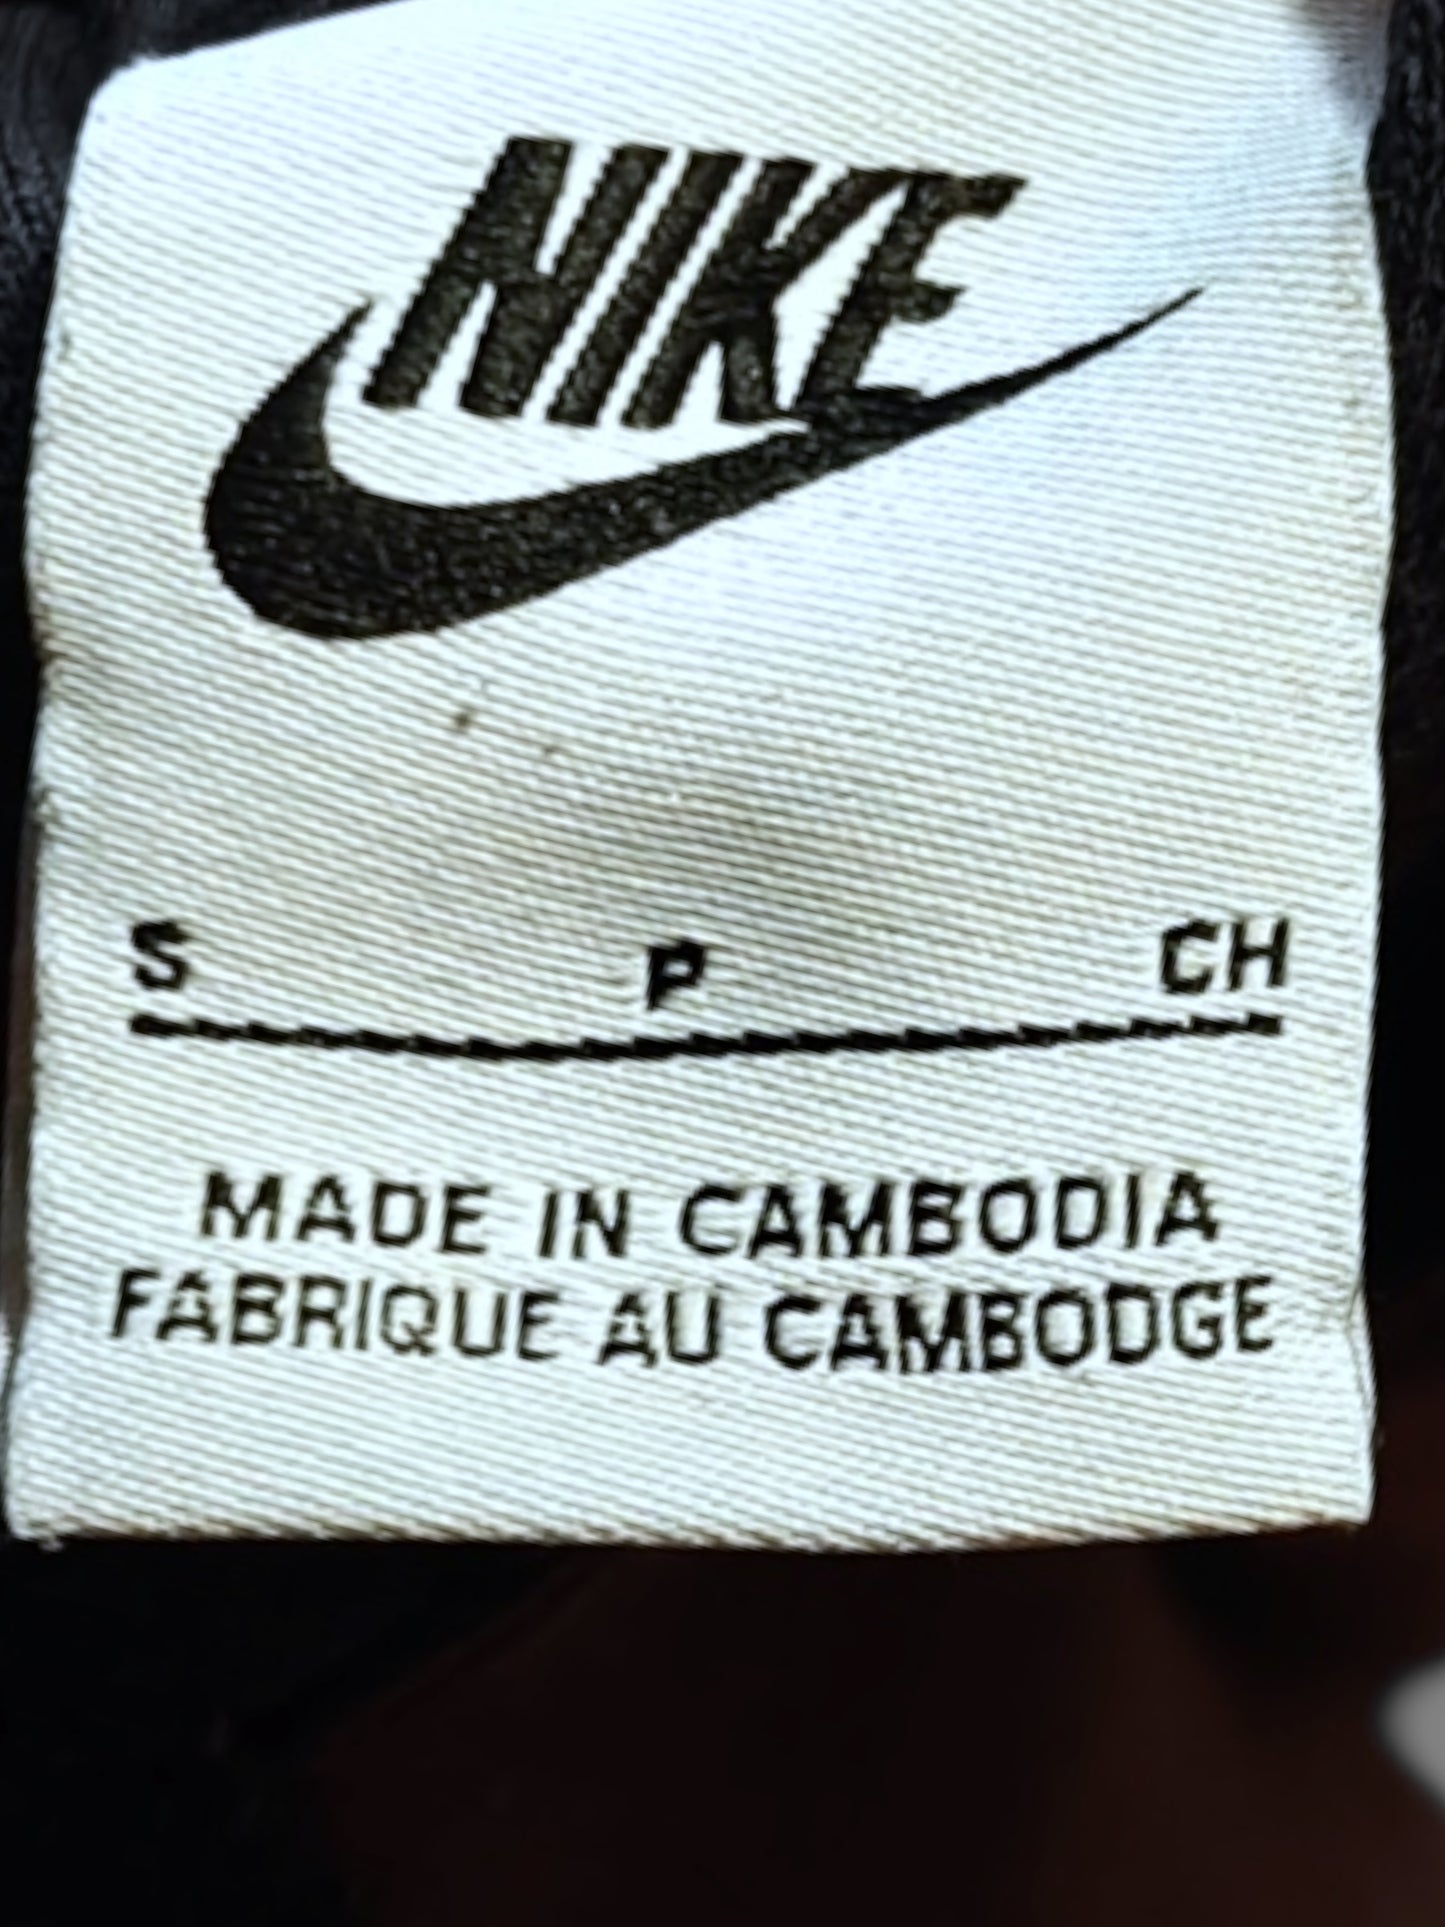 NIKE
S P CH
MADE IN CAMBODIA
FABRIQUE AU CAMBODGE